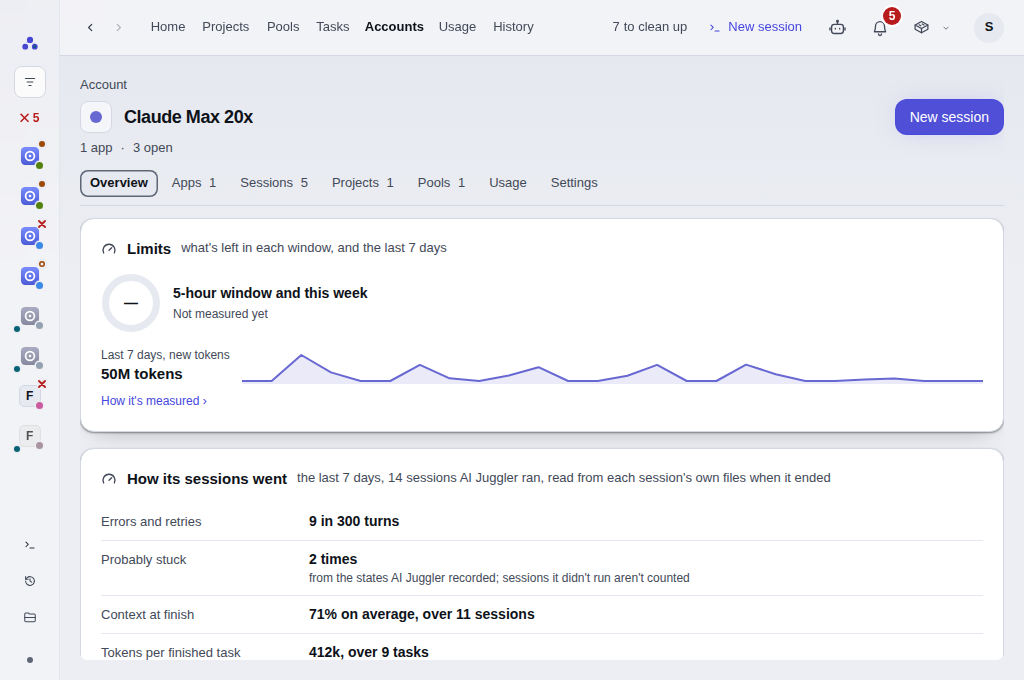 Home Projects Pools Tasks Accounts Usage History 7 to clean up New session 5 S
5
F
F
Account
Claude Max 20x
New session
1 app · 3 open
Overview Apps 1 Sessions 5 Projects 1 Pools 1 Usage Settings
Limits what's left in each window, and the last 7 days
—
5-hour window and this week
Not measured yet
Last 7 days, new tokens
50M tokens
How it's measured ›
How its sessions went the last 7 days, 14 sessions AI Juggler ran, read from each session's own files when it ended
Errors and retries 9 in 300 turns
Probably stuck 2 times
from the states AI Juggler recorded; sessions it didn't run aren't counted
Context at finish 71% on average, over 11 sessions
Tokens per finished task 412k, over 9 tasks